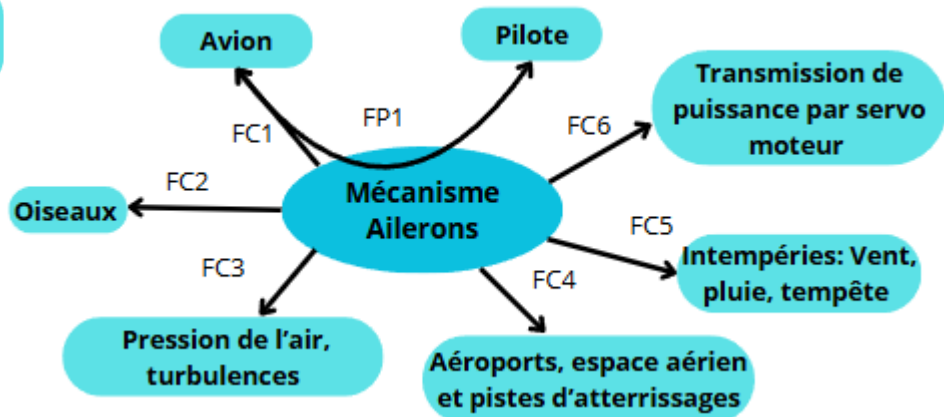 Avion
Pilote
Transmission de
puissance par servo
moteur
FC1
FP1
FC6
FC2
Mécanisme
Ailerons
Oiseaux
FC5
Intempéries: Vent,
pluie, tempête
FC3
FC4
Pression de l'air,
turbulences
Aéroports, espace aérien
et pistes d'atterrissages